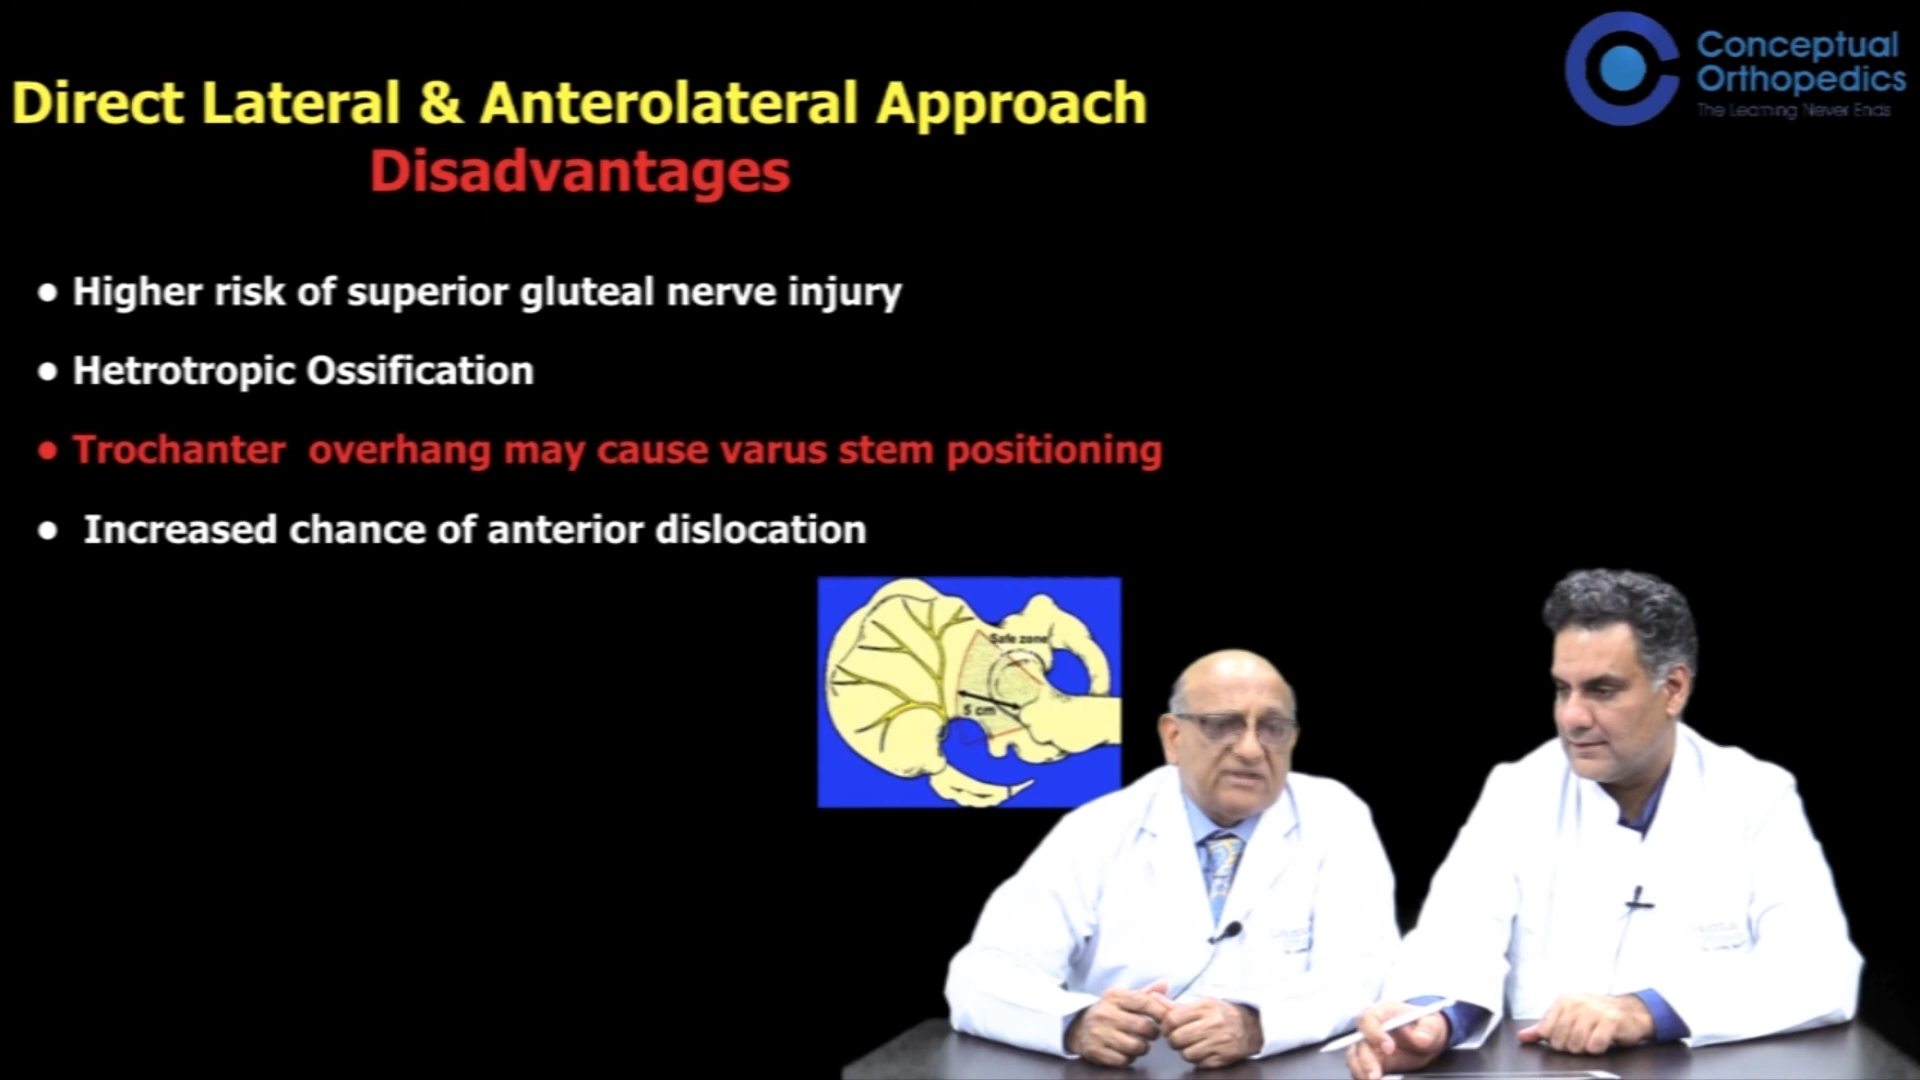 Conceptual
Orthopedics
The Learning Never Ends
Direct Lateral & Anterolateral Approach
Disadvantages
• Higher risk of superior gluteal nerve injury
• Hetrotropic Ossification
• Trochanter overhang may cause varus stem positioning
• Increased chance of anterior dislocation
Safe zone
5 cm